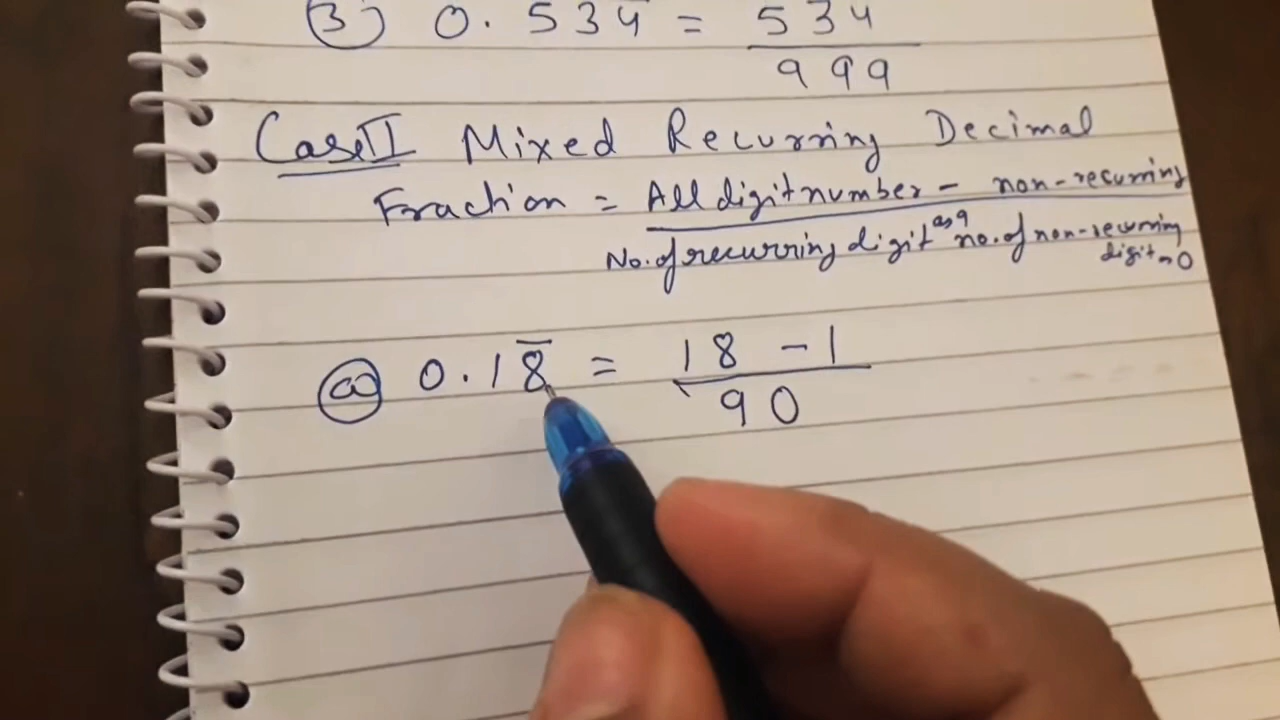 ③ 0.534 = 534
999
Case II Mixed Recurring Decimal
Fraction = All digit number - non-recurring
No. of recurring digit as 9 no. of non-recurring
digit = 0
ⓐ 0.18̅ = 18 - 1
90